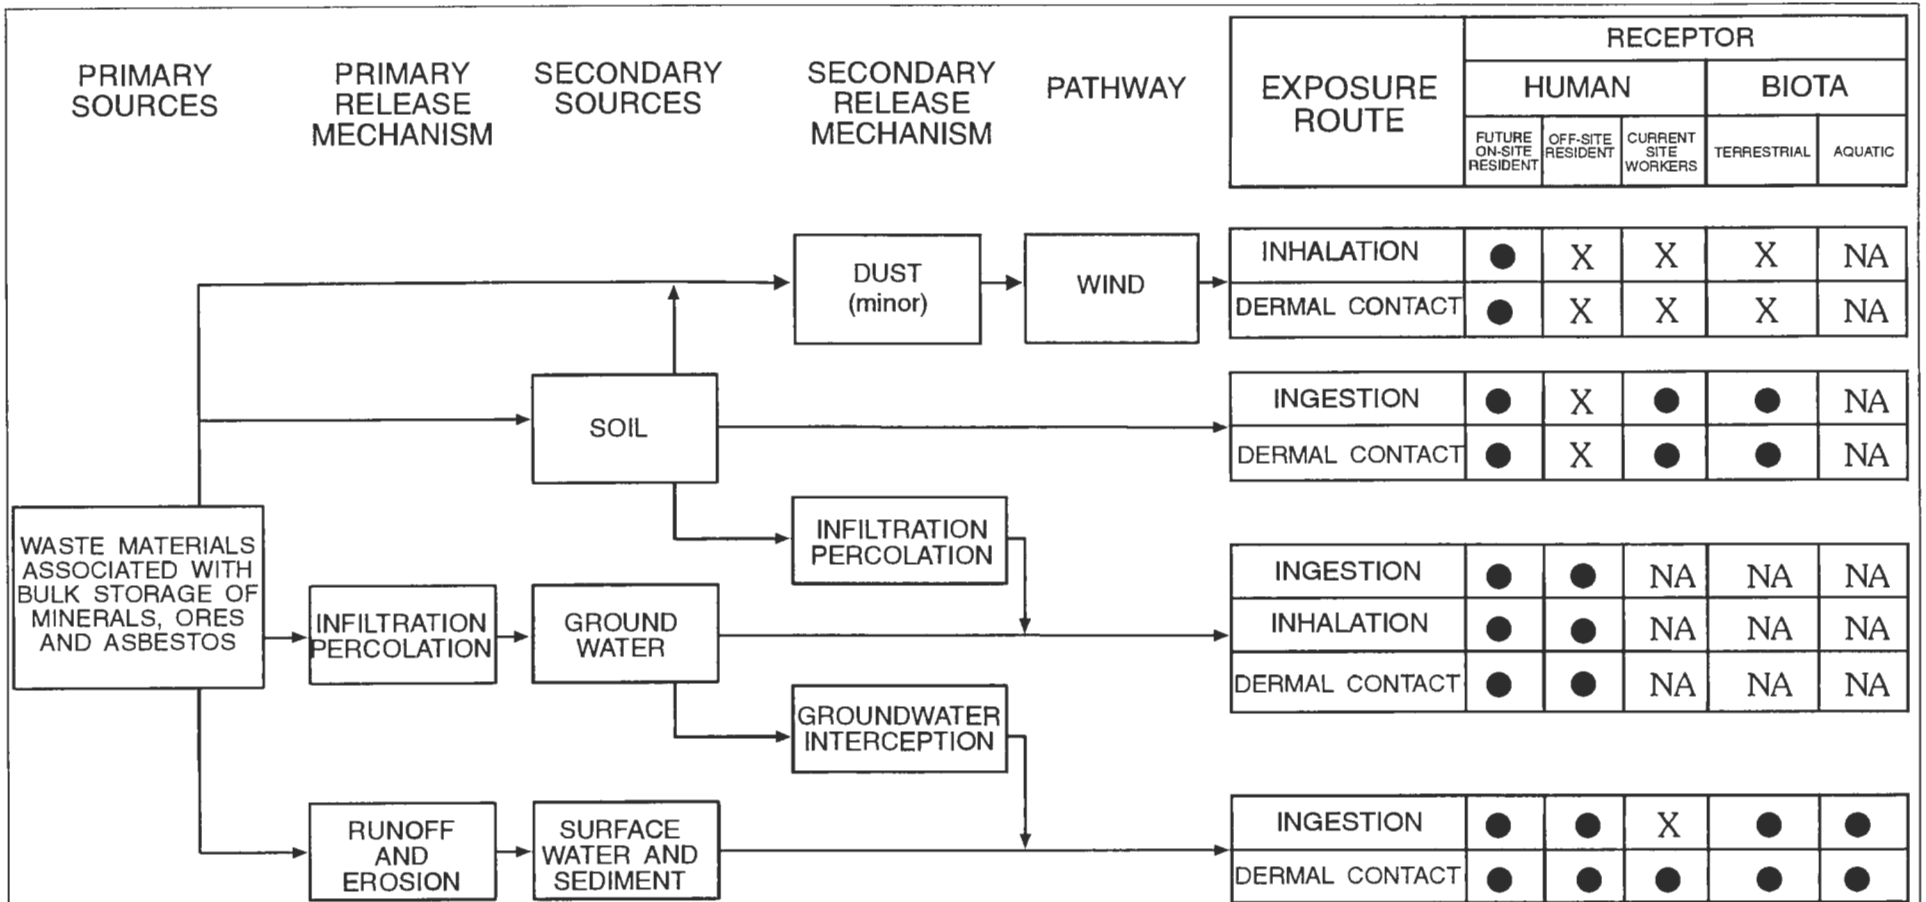 PRIMARY
SOURCES
PRIMARY
RELEASE
MECHANISM
SECONDARY
SOURCES
SECONDARY
RELEASE
MECHANISM
PATHWAY
EXPOSURE
ROUTE
RECEPTOR
HUMAN
BIOTA
FUTURE
ON-SITE
RESIDENT
OFF-SITE
RESIDENT
CURRENT
SITE
WORKERS
TERRESTRIAL
AQUATIC
DUST
(minor)
WIND
INHALATION ● X X X NA
DERMAL CONTACT ● X X X NA
SOIL
INGESTION ● X ● ● NA
DERMAL CONTACT ● X ● ● NA
WASTE MATERIALS
ASSOCIATED WITH
BULK STORAGE OF
MINERALS, ORES
AND ASBESTOS
INFILTRATION
PERCOLATION
INFILTRATION
PERCOLATION
GROUND
WATER
INGESTION ● ● NA NA NA
INHALATION ● ● NA NA NA
DERMAL CONTACT ● ● NA NA NA
GROUNDWATER
INTERCEPTION
RUNOFF
AND
EROSION
SURFACE
WATER AND
SEDIMENT
INGESTION ● ● X ● ●
DERMAL CONTACT ● ● ● ● ●